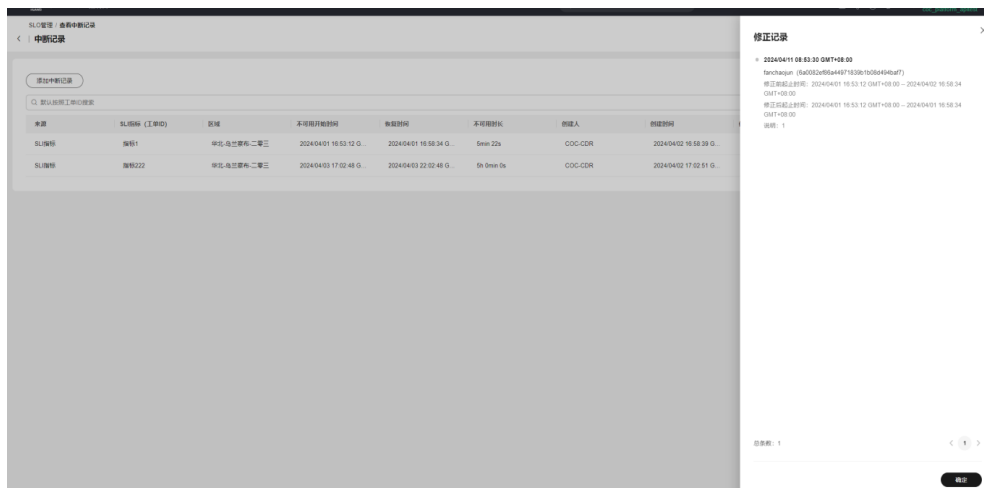 SLO管理 / 查看中断记录
中断记录
添加中断记录
默认按照工单ID搜索
来源 SLI指标 (工单ID) 区域 不可用开始时间 恢复时间 不可用时长 创建人 创建时间
SLI指标 指标1 华北-乌兰察布-二零三 2024/04/01 16:53:12 G... 2024/04/01 16:58:34 G... 5min 22s COC-CDR 2024/04/02 16:58:39 G...
SLI指标 指标222 华北-乌兰察布-二零三 2024/04/03 17:02:48 G... 2024/04/03 22:02:48 G... 5h 0min 0s COC-CDR 2024/04/02 17:02:51 G...
修正记录
2024/04/11 08:53:30 GMT+08:00
fanchaojun (6a0082ef86a44971839b1b08d494baf7)
修正前起止时间：2024/04/01 16:53:12 GMT+08:00 -- 2024/04/02 16:58:34
GMT+08:00
修正后起止时间：2024/04/01 16:53:12 GMT+08:00 -- 2024/04/01 16:58:34
GMT+08:00
说明：1
总条数：1
1
确定